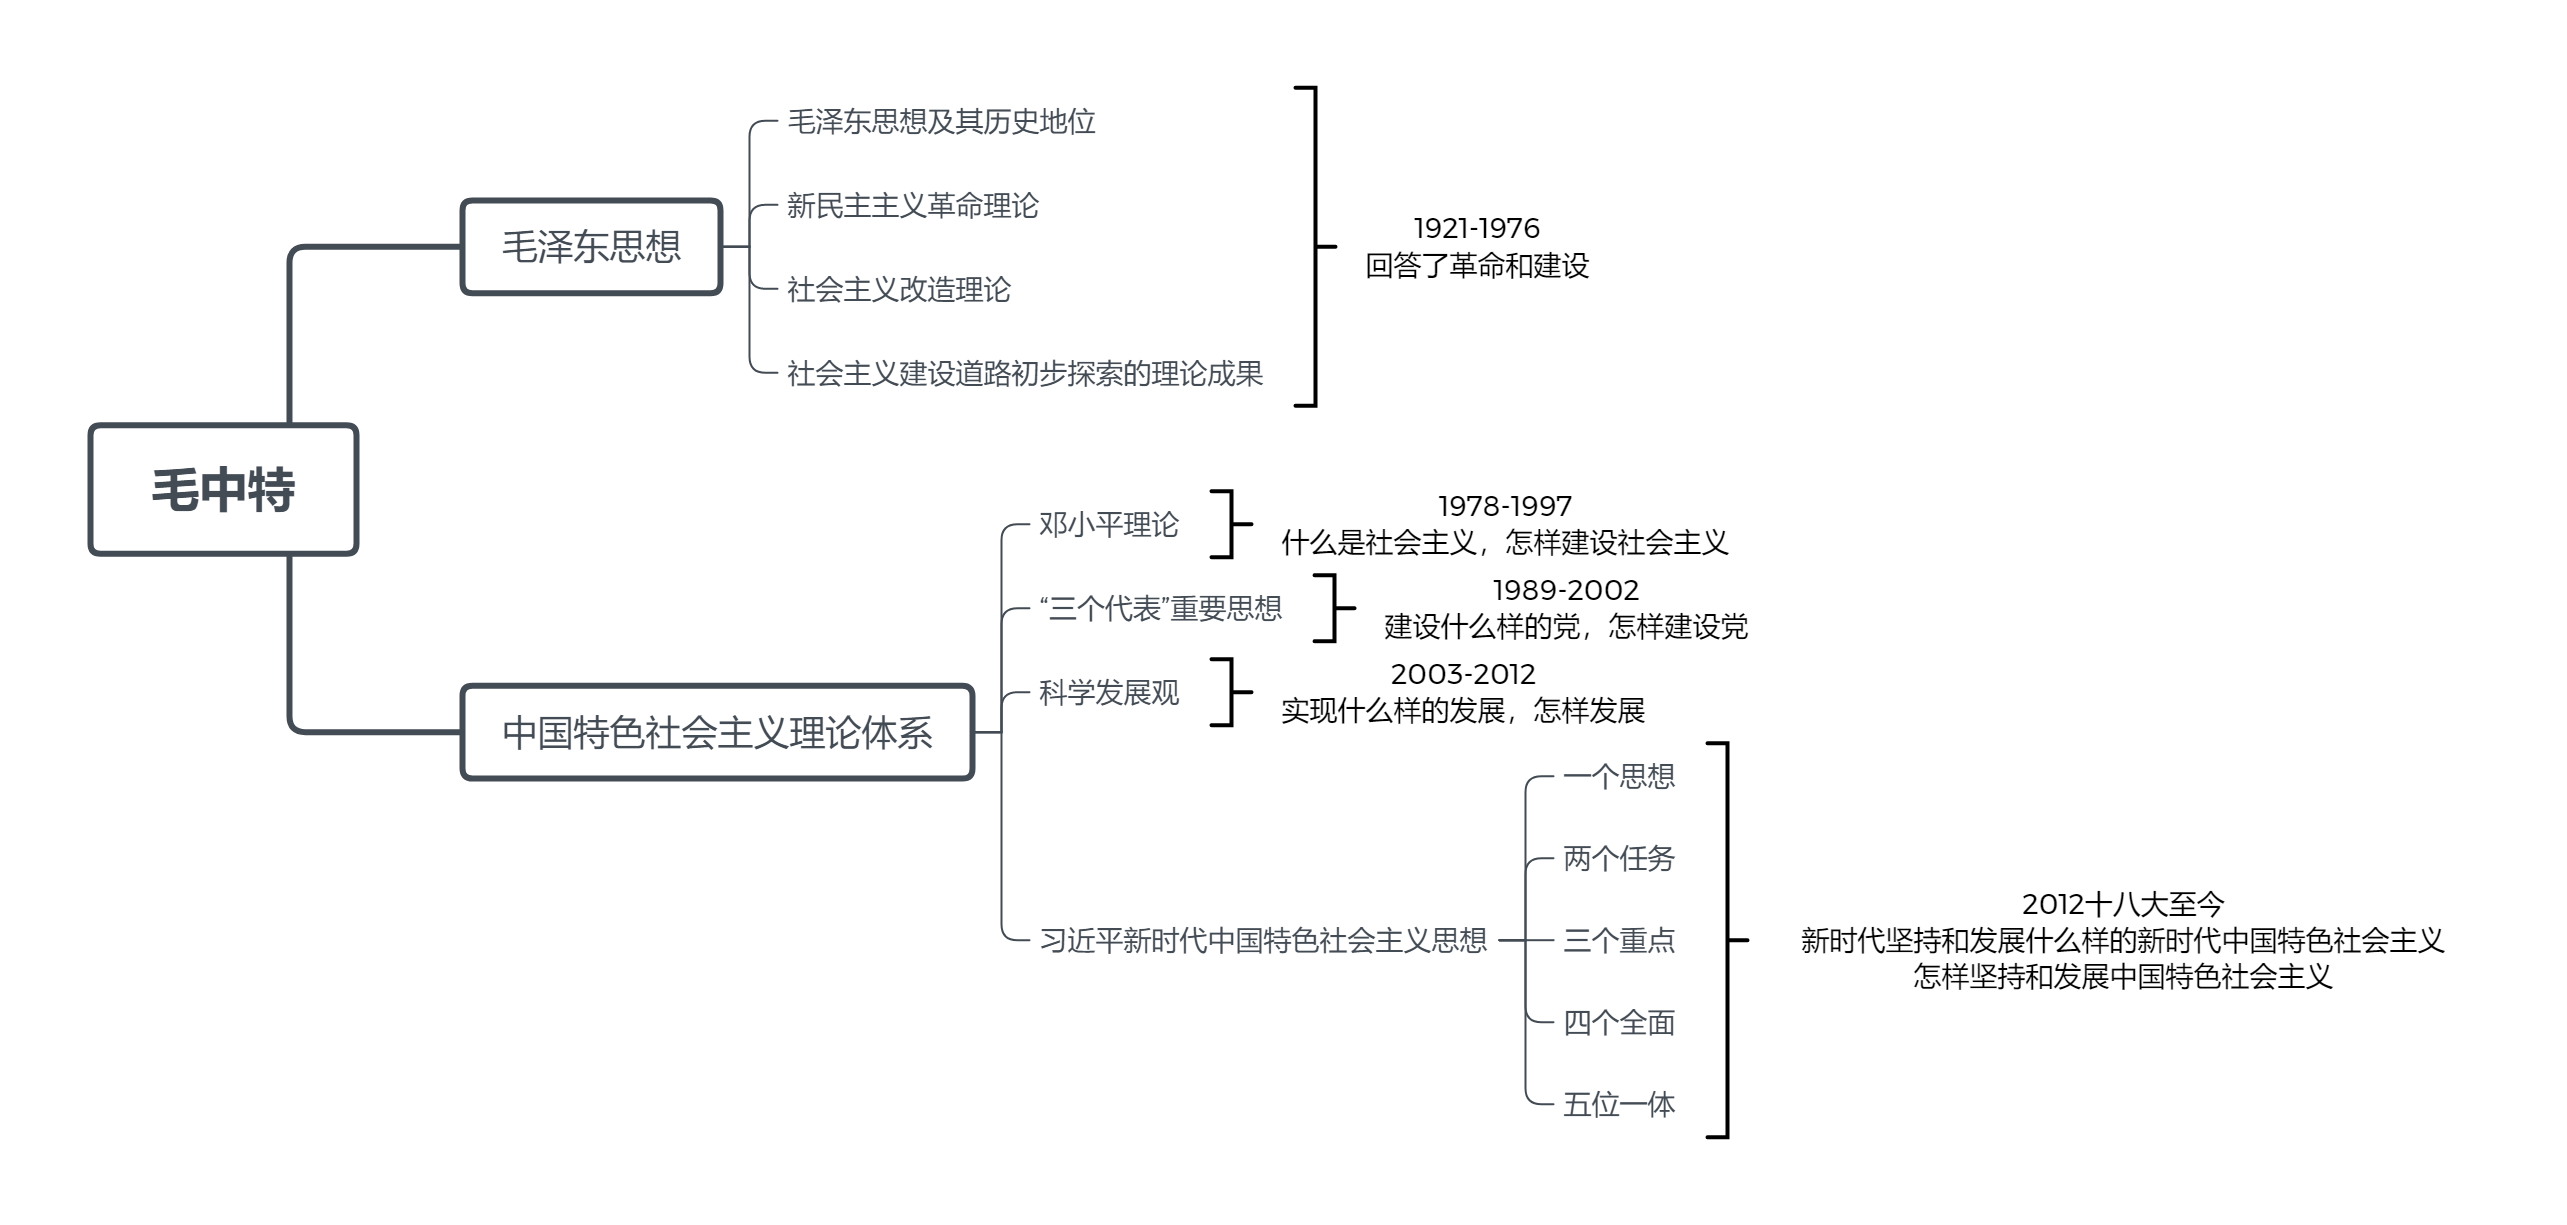 毛中特
毛泽东思想
毛泽东思想及其历史地位
新民主主义革命理论
社会主义改造理论
社会主义建设道路初步探索的理论成果
1921-1976
回答了革命和建设
中国特色社会主义理论体系
邓小平理论
1978-1997
什么是社会主义，怎样建设社会主义
“三个代表”重要思想
1989-2002
建设什么样的党，怎样建设党
科学发展观
2003-2012
实现什么样的发展，怎样发展
习近平新时代中国特色社会主义思想
一个思想
两个任务
三个重点
四个全面
五位一体
2012十八大至今
新时代坚持和发展什么样的新时代中国特色社会主义
怎样坚持和发展中国特色社会主义